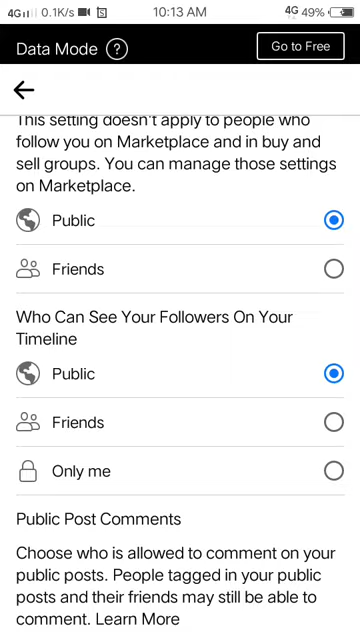 4G 0.1K/s 10:13 AM 4G 49%
Data Mode ? Go to Free
This setting doesn't apply to people who
follow you on Marketplace and in buy and
sell groups. You can manage those settings
on Marketplace.
Public
Friends
Who Can See Your Followers On Your
Timeline
Public
Friends
Only me
Public Post Comments
Choose who is allowed to comment on your
public posts. People tagged in your public
posts and their friends may still be able to
comment. Learn More